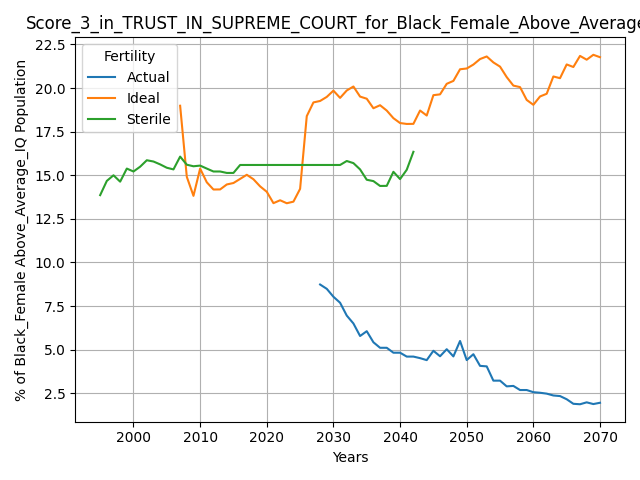 Score_3_in_TRUST_IN_SUPREME_COURT_for_Black_Female_Above_Average
Fertility
Actual
Ideal
Sterile
22.5
20.0
17.5
15.0
12.5
10.0
7.5
5.0
2.5
% of Black_Female Above_Average_IQ Population
2000 2010 2020 2030 2040 2050 2060 2070
Years